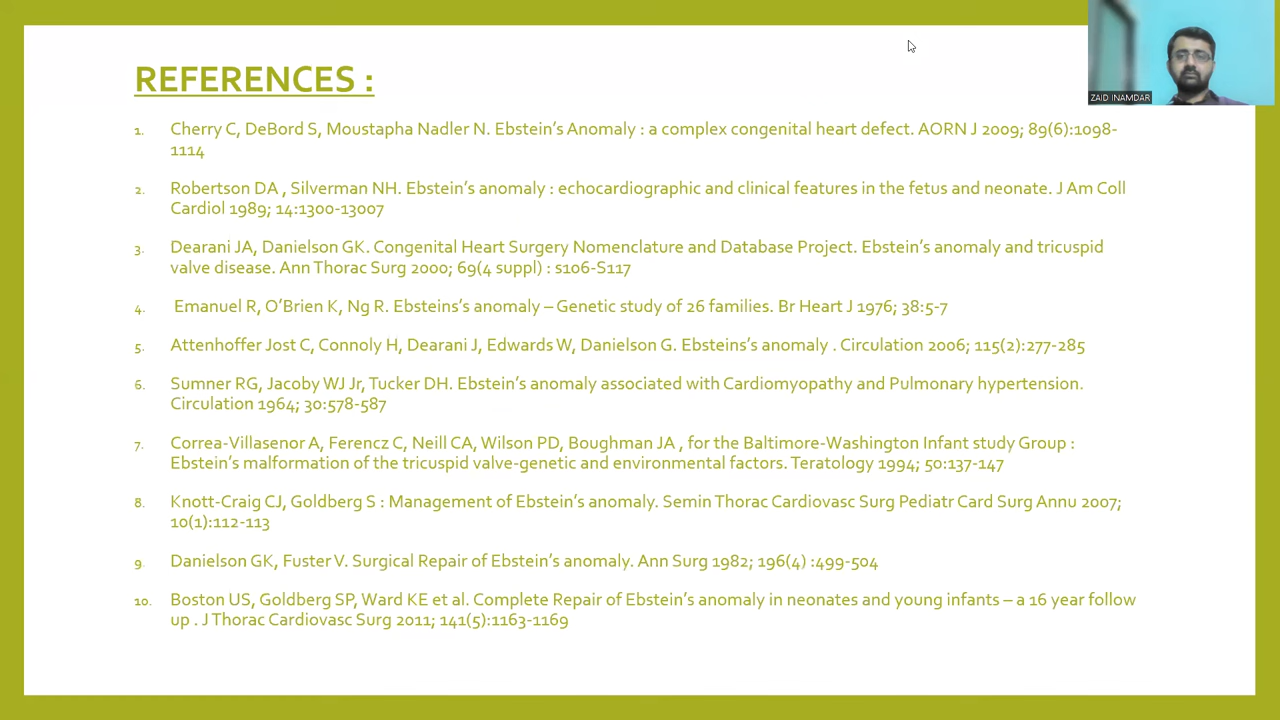 REFERENCES :
ZAID INAMDAR
1. Cherry C, DeBord S, Moustapha Nadler N. Ebstein's Anomaly : a complex congenital heart defect. AORN J 2009; 89(6):1098-
1114
2. Robertson DA , Silverman NH. Ebstein's anomaly : echocardiographic and clinical features in the fetus and neonate. J Am Coll
Cardiol 1989; 14:1300-13007
3. Dearani JA, Danielson GK. Congenital Heart Surgery Nomenclature and Database Project. Ebstein's anomaly and tricuspid
valve disease. Ann Thorac Surg 2000; 69(4 suppl) : s106-S117
4. Emanuel R, O'Brien K, Ng R. Ebsteins's anomaly – Genetic study of 26 families. Br Heart J 1976; 38:5-7
5. Attenhoffer Jost C, Connoly H, Dearani J, Edwards W, Danielson G. Ebsteins's anomaly . Circulation 2006; 115(2):277-285
6. Sumner RG, Jacoby WJ Jr, Tucker DH. Ebstein's anomaly associated with Cardiomyopathy and Pulmonary hypertension.
Circulation 1964; 30:578-587
7. Correa-Villasenor A, Ferencz C, Neill CA, Wilson PD, Boughman JA , for the Baltimore-Washington Infant study Group :
Ebstein's malformation of the tricuspid valve-genetic and environmental factors. Teratology 1994; 50:137-147
8. Knott-Craig CJ, Goldberg S : Management of Ebstein's anomaly. Semin Thorac Cardiovasc Surg Pediatr Card Surg Annu 2007;
10(1):112-113
9. Danielson GK, Fuster V. Surgical Repair of Ebstein's anomaly. Ann Surg 1982; 196(4) :499-504
10. Boston US, Goldberg SP, Ward KE et al. Complete Repair of Ebstein's anomaly in neonates and young infants – a 16 year follow
up . J Thorac Cardiovasc Surg 2011; 141(5):1163-1169